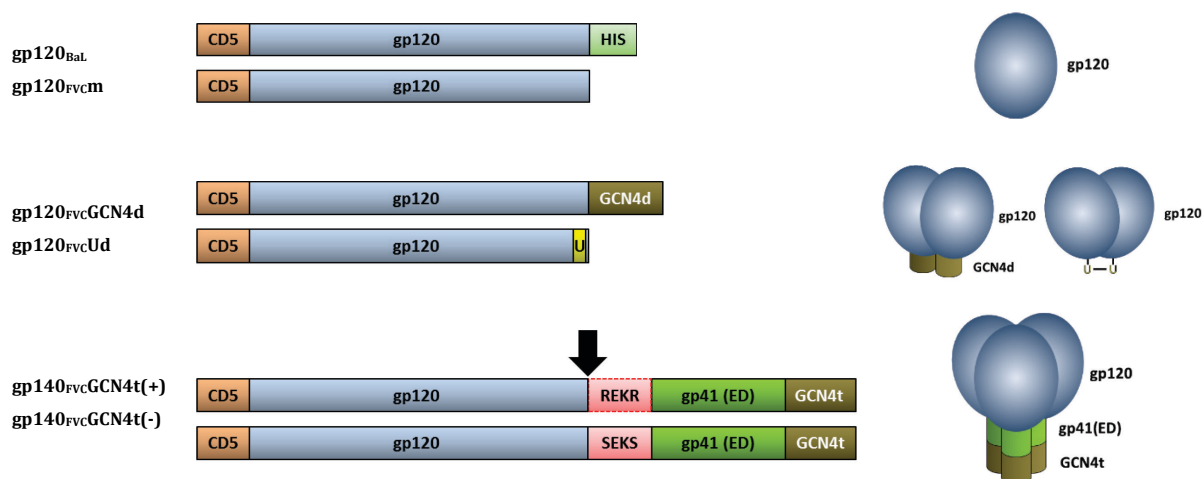 gp120BaL
CD5 gp120 HIS
gp120FVCm
CD5 gp120
gp120
gp120FVCGCN4d
CD5 gp120 GCN4d
gp120FVCUd
CD5 gp120 U
gp120
GCN4d
gp120
U U
gp140FVCGCN4t(+)
CD5 gp120 REKR gp41 (ED) GCN4t
gp140FVCGCN4t(-)
CD5 gp120 SEKS gp41 (ED) GCN4t
gp120
gp41(ED)
GCN4t